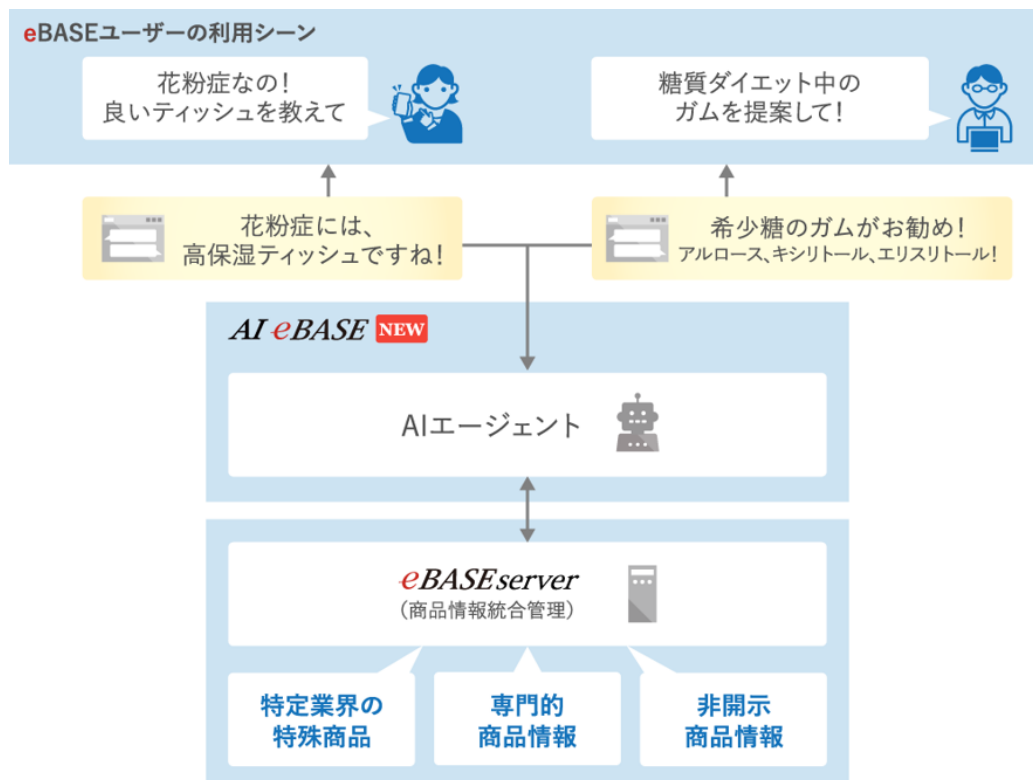 eBASEユーザーの利用シーン
花粉症なの！
良いティッシュを教えて
糖質ダイエット中の
ガムを提案して！
花粉症には、
高保湿ティッシュですね！
希少糖のガムがお勧め！
アルロース、キシリトール、エリスリトール！
AI eBASE NEW
AIエージェント
eBASEserver
（商品情報統合管理）
特定業界の
特殊商品
専門的
商品情報
非開示
商品情報